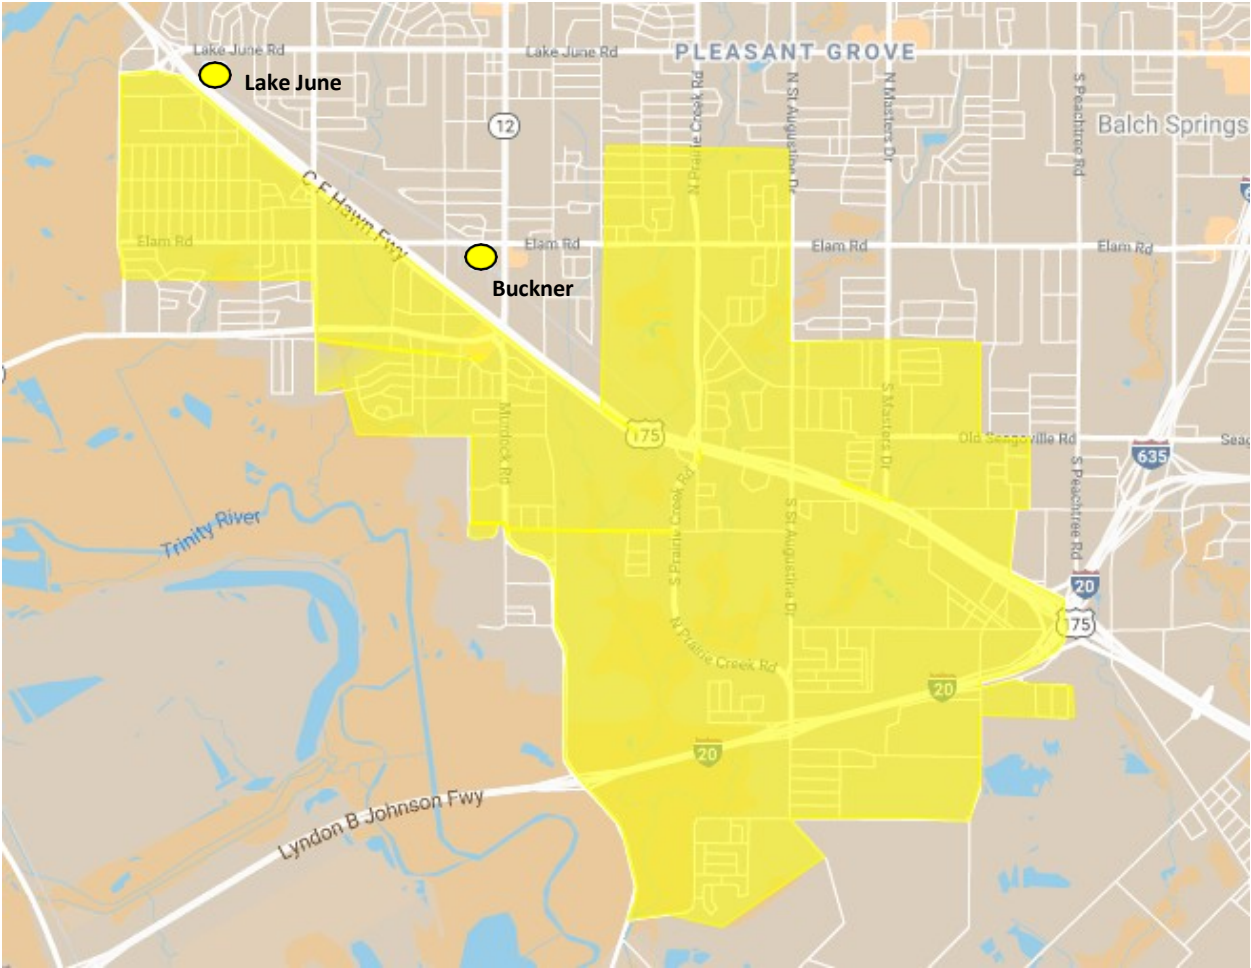 Lake June Rd
Lake June Rd
PLEASANT GROVE
Lake June
12
N Prairie Creek Rd
N St Augustine Dr
N Masters Dr
S Peachtree Rd
Balch Springs
C F Hawn Fwy
Elam Rd
Elam Rd
Elam Rd
Elam Rd
Buckner
175
Murdock Rd
S Masters Dr
Old Seagoville Rd
635
S Peachtree Rd
Trinity River
S Prairie Creek Rd
S St Augustine Dr
20
175
N Prairie Creek Rd
20
20
Lyndon B Johnson Fwy